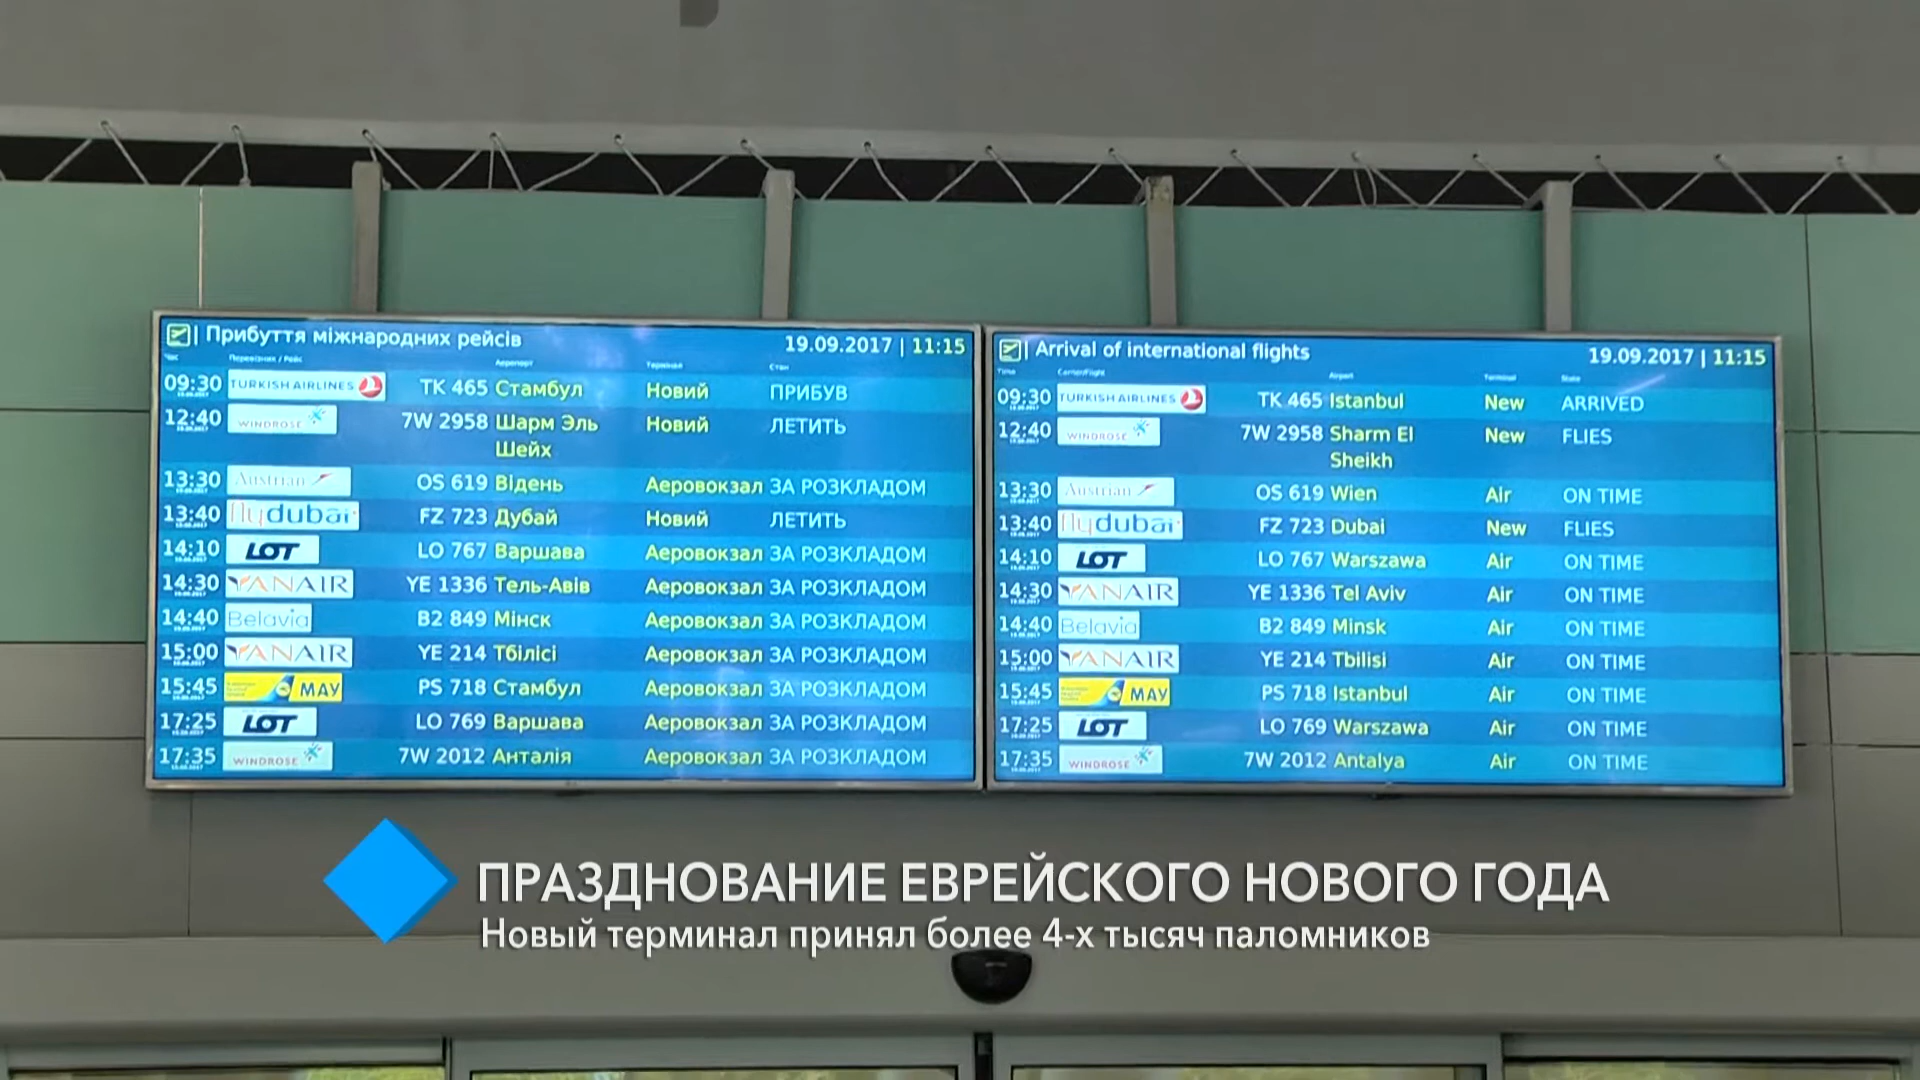 Прибуття міжнародних рейсів 19.09.2017 | 11:15
Час Перевізник / Рейс Аеропорт Термінал Стан
09:30 TURKISH AIRLINES TK 465 Стамбул Новий ПРИБУВ
12:40 WINDROSE 7W 2958 Шарм Эль Новий ЛЕТИТЬ
Шейх
13:30 Austrian OS 619 Відень Аеровокзал ЗА РОЗКЛАДОМ
13:40 flydubai FZ 723 Дубай Новий ЛЕТИТЬ
14:10 LOT LO 767 Варшава Аеровокзал ЗА РОЗКЛАДОМ
14:30 YANAIR YE 1336 Тель-Авів Аеровокзал ЗА РОЗКЛАДОМ
14:40 Belavia B2 849 Мінск Аеровокзал ЗА РОЗКЛАДОМ
15:00 YANAIR YE 214 Тбілісі Аеровокзал ЗА РОЗКЛАДОМ
15:45 МАУ PS 718 Стамбул Аеровокзал ЗА РОЗКЛАДОМ
17:25 LOT LO 769 Варшава Аеровокзал ЗА РОЗКЛАДОМ
17:35 WINDROSE 7W 2012 Анталія Аеровокзал ЗА РОЗКЛАДОМ
Arrival of international flights 19.09.2017 | 11:15
Time Carrier/Flight Airport Terminal State
09:30 TURKISH AIRLINES TK 465 Istanbul New ARRIVED
12:40 WINDROSE 7W 2958 Sharm El New FLIES
Sheikh
13:30 Austrian OS 619 Wien Air ON TIME
13:40 flydubai FZ 723 Dubai New FLIES
14:10 LOT LO 767 Warszawa Air ON TIME
14:30 YANAIR YE 1336 Tel Aviv Air ON TIME
14:40 Belavia B2 849 Minsk Air ON TIME
15:00 YANAIR YE 214 Tbilisi Air ON TIME
15:45 МАУ PS 718 Istanbul Air ON TIME
17:25 LOT LO 769 Warszawa Air ON TIME
17:35 WINDROSE 7W 2012 Antalya Air ON TIME
ПРАЗДНОВАНИЕ ЕВРЕЙСКОГО НОВОГО ГОДА
Новый терминал принял более 4-х тысяч паломников